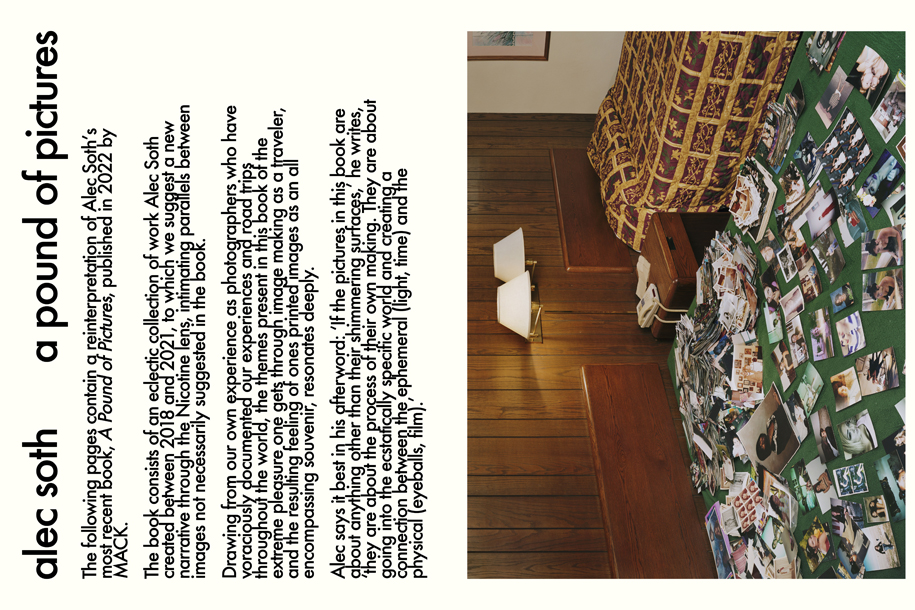 alec soth a pound of pictures
The following pages contain a reinterpretation of Alec Soth's
most recent book, A Pound of Pictures, published in 2022 by
MACK.
The book consists of an eclectic collection of work Alec Soth
created between 2018 and 2021, to which we suggest a new
narrative through the Nicotine lens, intimating parallels between
images not necessarily suggested in the book.
Drawing from our own experience as photographers who have
voraciously documented our experiences and road trips
throughout the world, the themes present in this book of the
extreme pleasure one gets through image making as a traveler,
and the resulting feeling of ones printed images as an all
encompassing souvenir, resonates deeply.
Alec says it best in his afterword; 'If the pictures in this book are
about anything other than their shimmering surfaces,' he writes,
'they are about the process of their own making. They are about
going into the ecstatically specific world and creating a
connection between the ephemeral (light, time) and the
physical (eyeballs, film).'